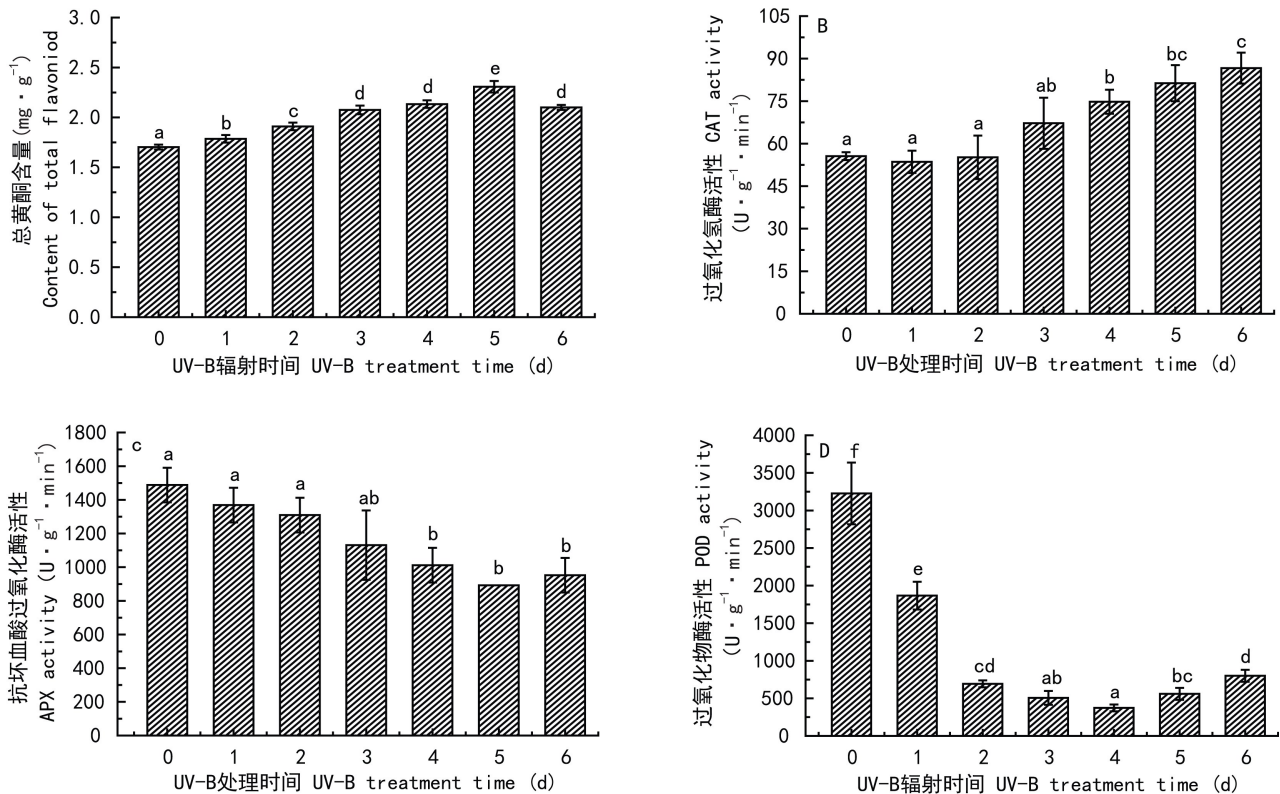 总黄酮含量(mg·g⁻¹)
Content of total flavoniod
3.0
2.5
2.0
1.5
1.0
0.5
0.0
a
b
c
d
d
e
d
0 1 2 3 4 5 6
UV-B辐射时间 UV-B treatment time (d)
过氧化氢酶活性 CAT activity
(U·g⁻¹·min⁻¹)
B
105
90
75
60
45
30
15
0
a
a
a
ab
b
bc
c
0 1 2 3 4 5 6
UV-B处理时间 UV-B treatment time (d)
抗坏血酸过氧化酶活性
APX activity (U·g⁻¹·min⁻¹)
c
1800
1600
1400
1200
1000
800
600
400
200
0
a
a
a
ab
b
b
b
0 1 2 3 4 5 6
UV-B处理时间 UV-B treatment time (d)
过氧化物酶活性 POD activity
(U·g⁻¹·min⁻¹)
D
4000
3500
3000
2500
2000
1500
1000
500
0
f
e
cd
ab
a
bc
d
0 1 2 3 4 5 6
UV-B辐射时间 UV-B treatment time (d)